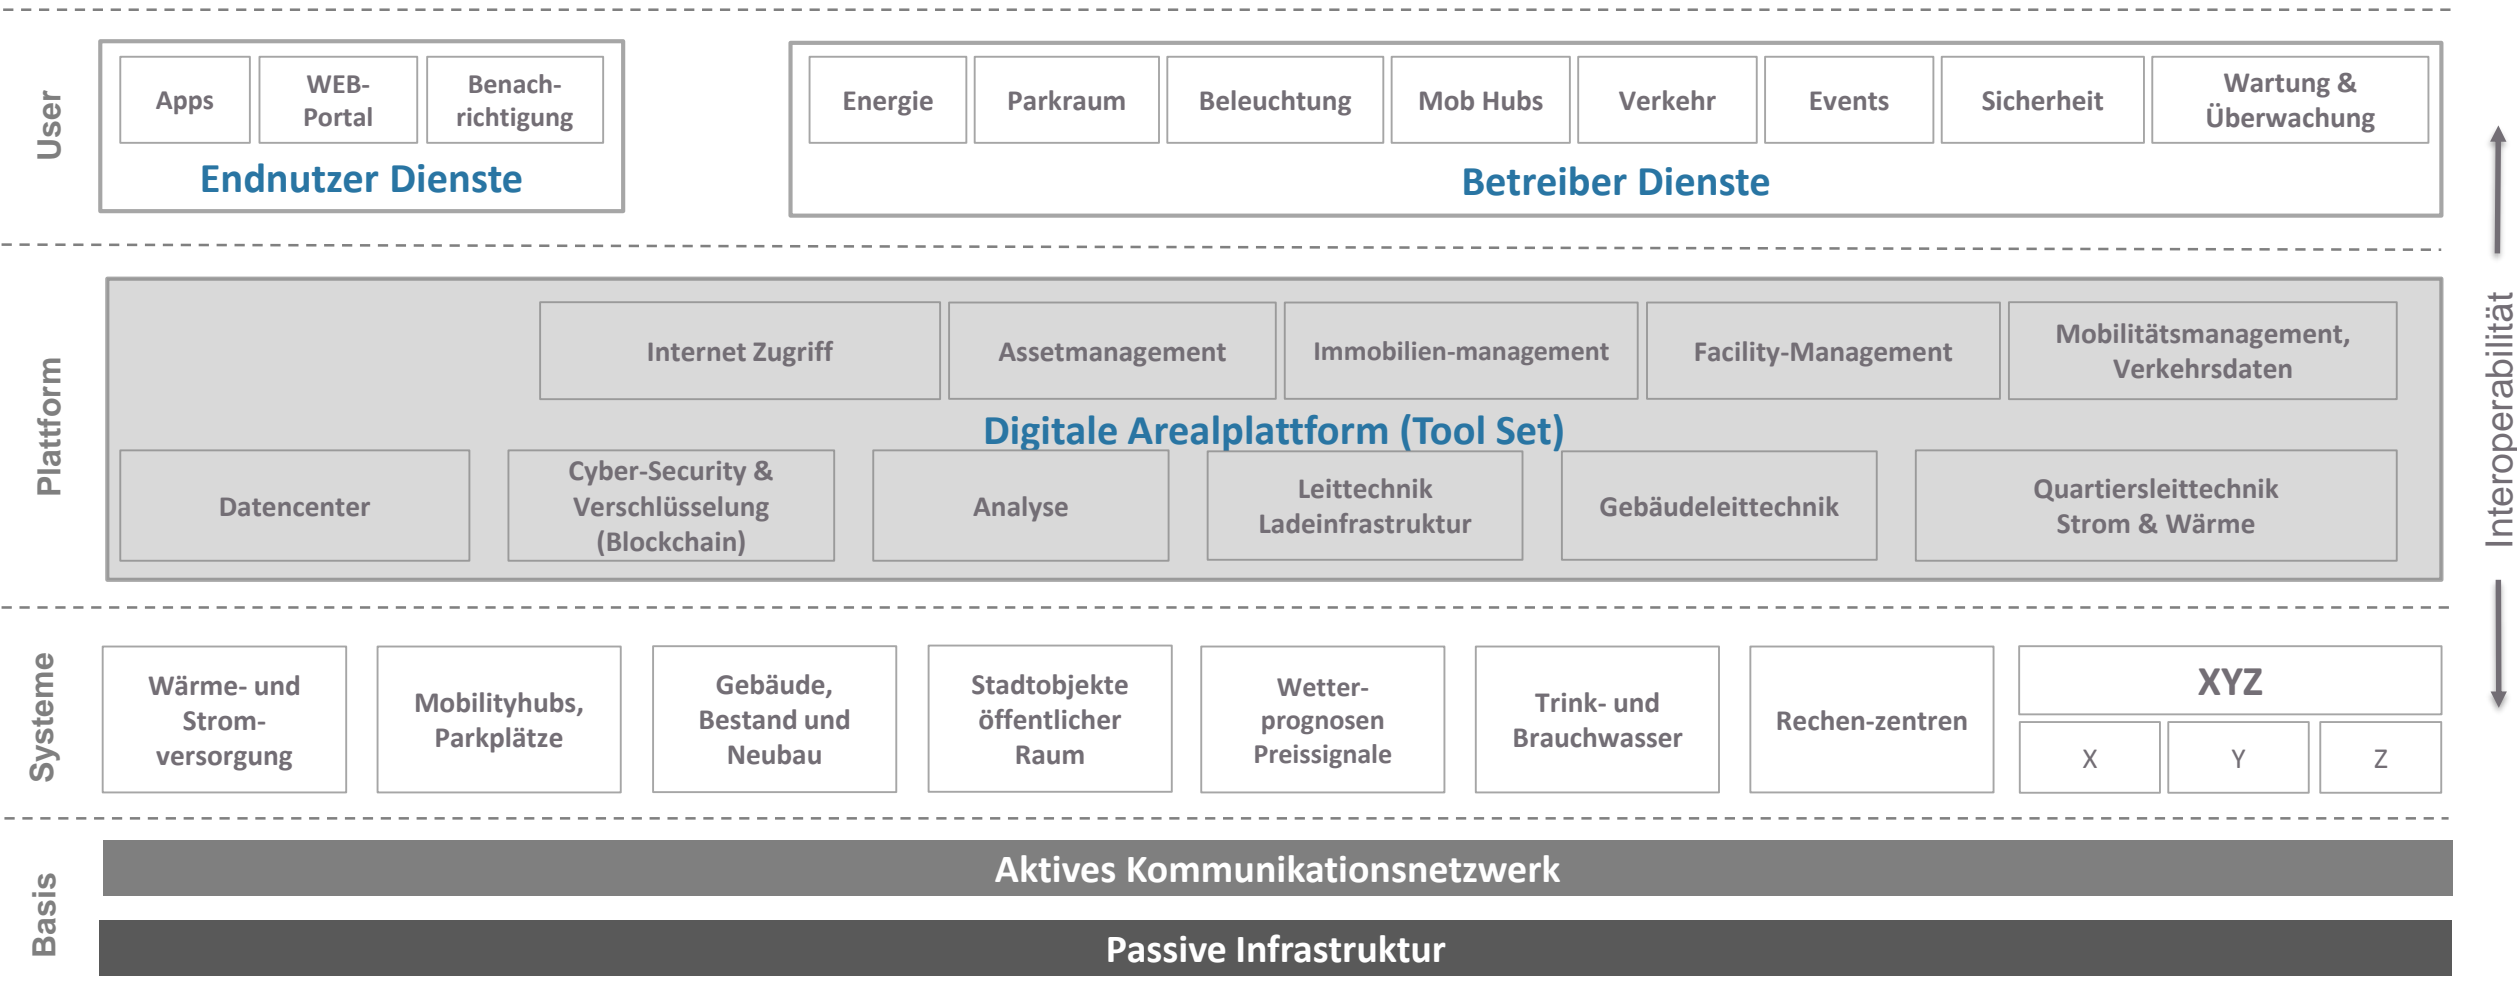 User
Apps
WEB-
Portal
Benach-
richtigung
Endnutzer Dienste
Energie
Parkraum
Beleuchtung
Mob Hubs
Verkehr
Events
Sicherheit
Wartung &
Überwachung
Betreiber Dienste
Plattform
Internet Zugriff
Assetmanagement
Immobilien-management
Facility-Management
Mobilitätsmanagement,
Verkehrsdaten
Digitale Arealplattform (Tool Set)
Datencenter
Cyber-Security &
Verschlüsselung
(Blockchain)
Analyse
Leittechnik
Ladeinfrastruktur
Gebäudeleittechnik
Quartiersleittechnik
Strom & Wärme
Interoperabilität
Systeme
Wärme- und
Strom-
versorgung
Mobilityhubs,
Parkplätze
Gebäude,
Bestand und
Neubau
Stadtobjekte
öffentlicher
Raum
Wetter-
prognosen
Preissignale
Trink- und
Brauchwasser
Rechen-zentren
XYZ
X
Y
Z
Basis
Aktives Kommunikationsnetzwerk
Passive Infrastruktur